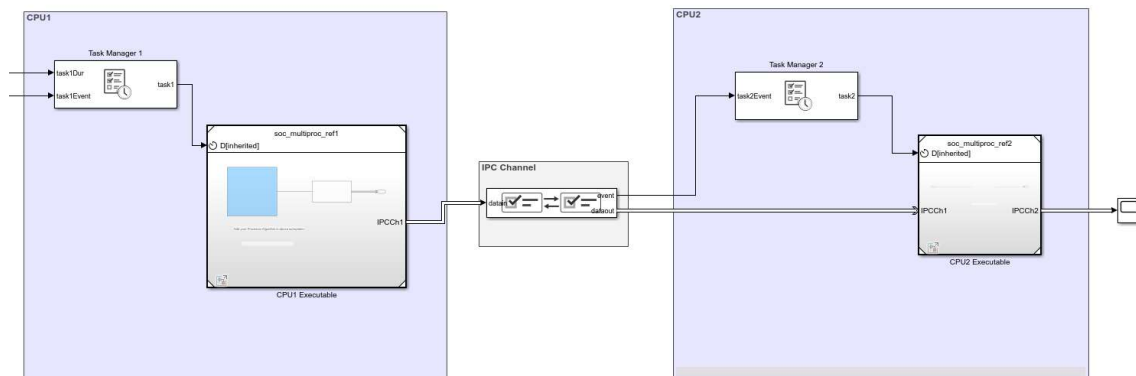 CPU1
Task Manager 1
task1Dur
task1Event
task1
soc_multiproc_ref1
D[inherited]
IPCCh1
CPU1 Executable
IPC Channel
datain
event
dataout
CPU2
Task Manager 2
task2Event
task2
soc_multiproc_ref2
D[inherited]
IPCCh1
IPCCh2
CPU2 Executable